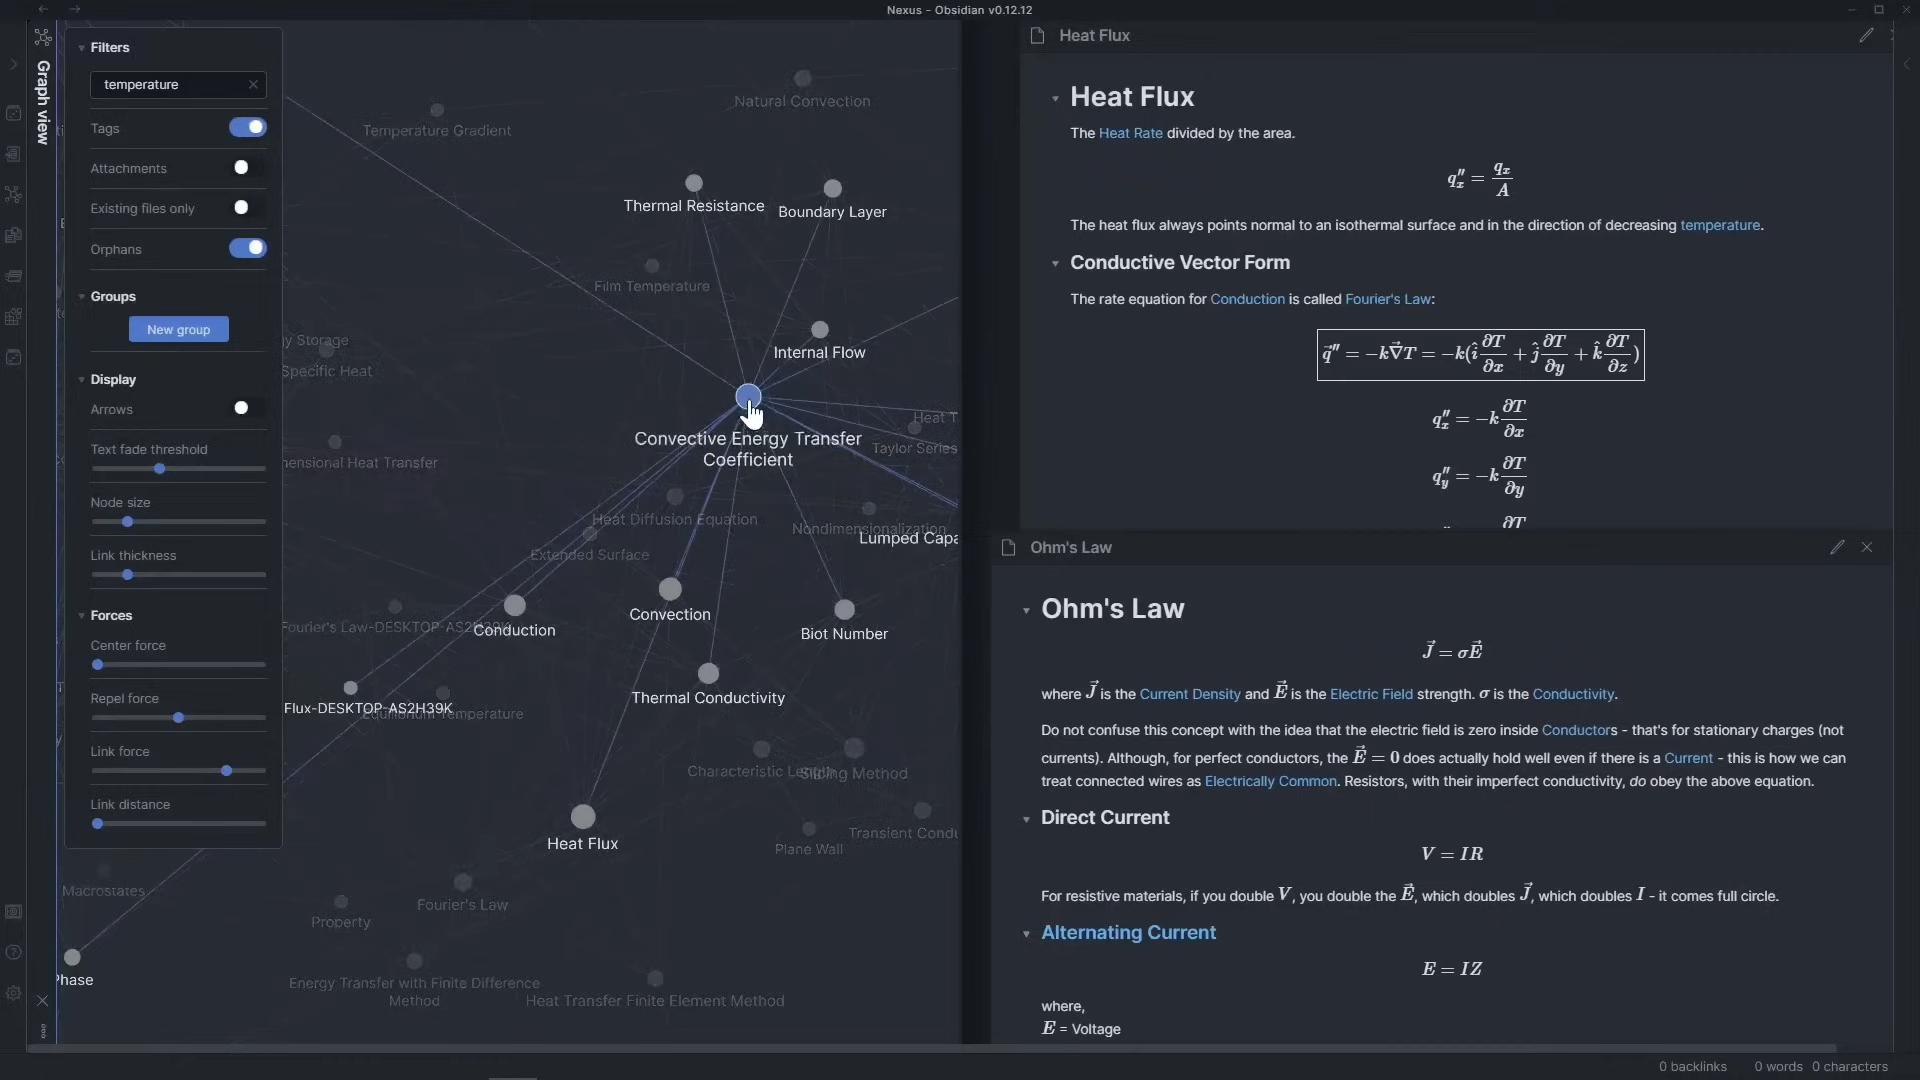 Nexus - Obsidian v0.12.12
Graph view
Filters
temperature
Tags
Attachments
Existing files only
Orphans
Groups
New group
Display
Arrows
Text fade threshold
Node size
Link thickness
Forces
Center force
Repel force
Link force
Link distance
Natural Convection
Temperature Gradient
Thermal Resistance
Boundary Layer
Film Temperature
Internal Flow
gy Storage
Specific Heat
Convective Energy Transfer
Coefficient
Heat T
Taylor Series
mensional Heat Transfer
Heat Diffusion Equation
Nondimensionalization
Lumped Capa
Extended Surface
Convection
Fourier's Law-DESKTOP-AS2H39K
Conduction
Biot Number
Thermal Conductivity
Flux-DESKTOP-AS2H39K
Equilibrium Temperature
Characteristic Length
Slicing Method
Transient Condu
Heat Flux
Plane Wall
Macrostates
Fourier's Law
Property
Phase
Energy Transfer with Finite Difference
Method
Heat Transfer Finite Element Method
Heat Flux
Heat Flux
The Heat Rate divided by the area.
q″ₓ = qₓ / A
The heat flux always points normal to an isothermal surface and in the direction of decreasing temperature.
Conductive Vector Form
The rate equation for Conduction is called Fourier's Law:
q⃗″ = −k∇⃗T = −k(î ∂T/∂x + ĵ ∂T/∂y + k̂ ∂T/∂z)
q″ₓ = −k ∂T/∂x
q″y = −k ∂T/∂y
∂T
Ohm's Law
Ohm's Law
J⃗ = σE⃗
where J⃗ is the Current Density and E⃗ is the Electric Field strength. σ is the Conductivity.
Do not confuse this concept with the idea that the electric field is zero inside Conductors - that's for stationary charges (not
currents). Although, for perfect conductors, the E⃗ = 0 does actually hold well even if there is a Current - this is how we can
treat connected wires as Electrically Common. Resistors, with their imperfect conductivity, do obey the above equation.
Direct Current
V = IR
For resistive materials, if you double V, you double the E⃗, which doubles J⃗, which doubles I - it comes full circle.
Alternating Current
E = IZ
where,
E = Voltage
0 backlinks
0 words 0 characters